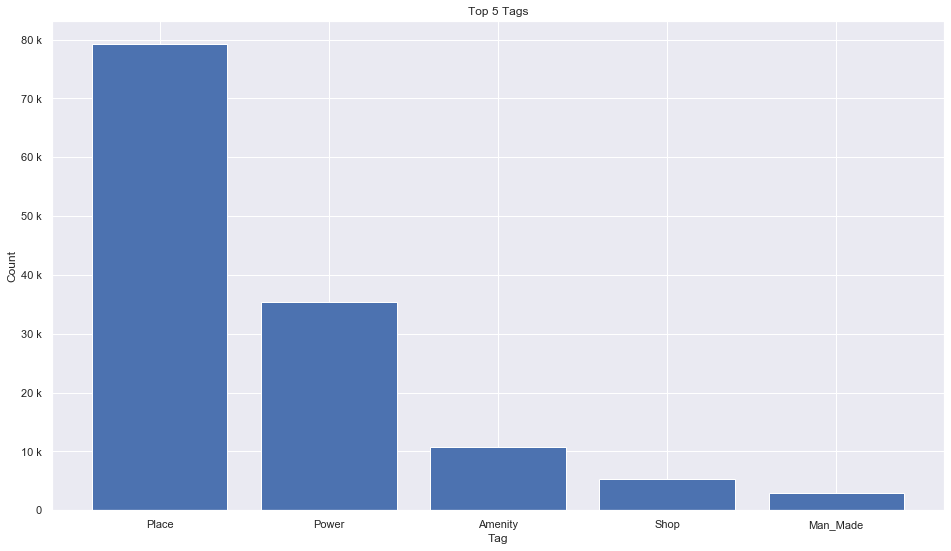 Top 5 Tags
80 k
70 k
60 k
50 k
40 k
30 k
20 k
10 k
0
Count
Place Power Amenity Shop Man_Made
Tag